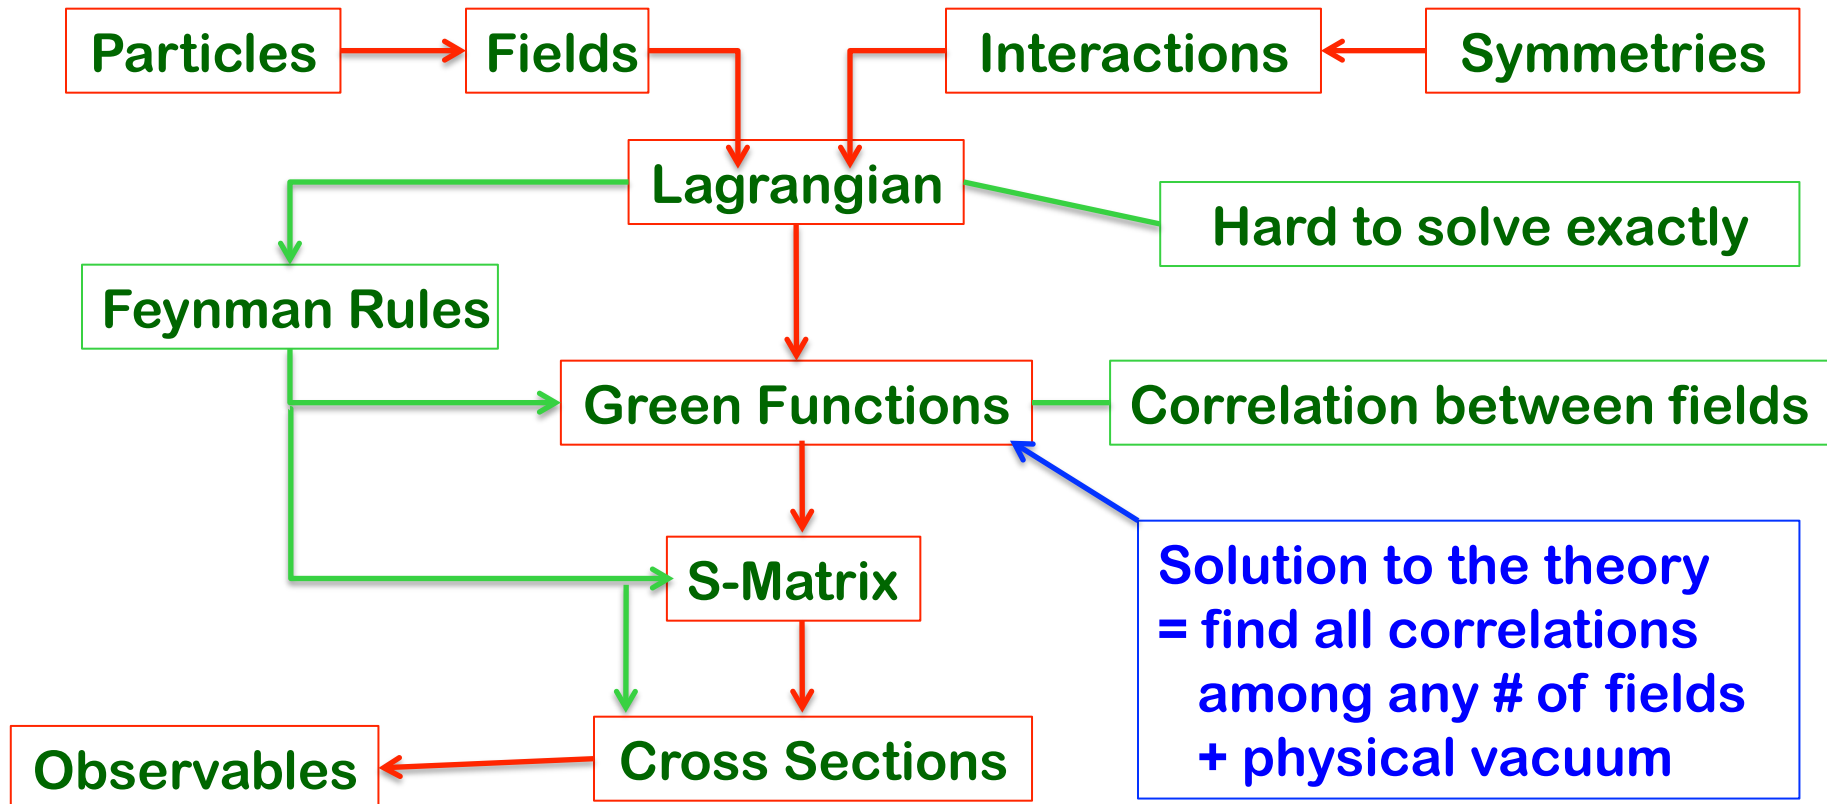 Particles
Fields
Interactions
Symmetries
Lagrangian
Hard to solve exactly
Feynman Rules
Green Functions
Correlation between fields
S-Matrix
Solution to the theory
= find all correlations
among any # of fields
+ physical vacuum
Cross Sections
Observables